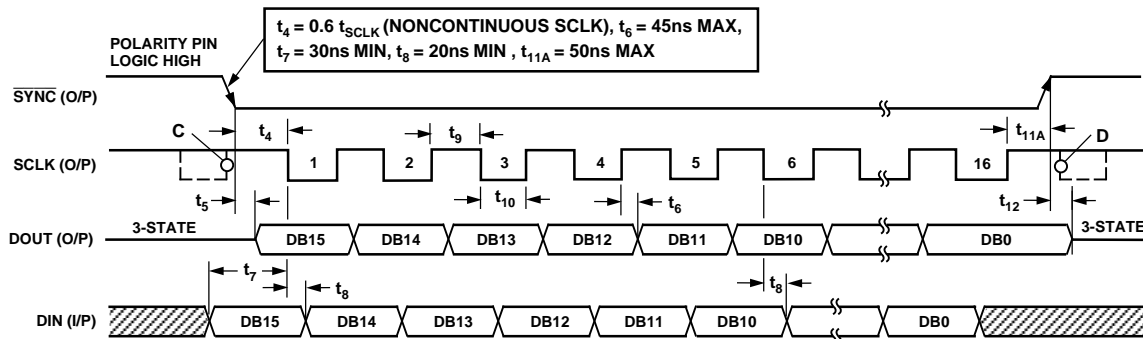 t4 = 0.6 tSCLK (NONCONTINUOUS SCLK), t6 = 45ns MAX,
t7 = 30ns MIN, t8 = 20ns MIN , t11A = 50ns MAX
POLARITY PIN
LOGIC HIGH
SYNC (O/P)
C
t4
t9
t11A
D
SCLK (O/P)
1
2
3
4
5
6
16
t5
t10
t6
t12
3-STATE
3-STATE
DOUT (O/P)
DB15
DB14
DB13
DB12
DB11
DB10
DB0
t7
t8
t8
DIN (I/P)
DB15
DB14
DB13
DB12
DB11
DB10
DB0